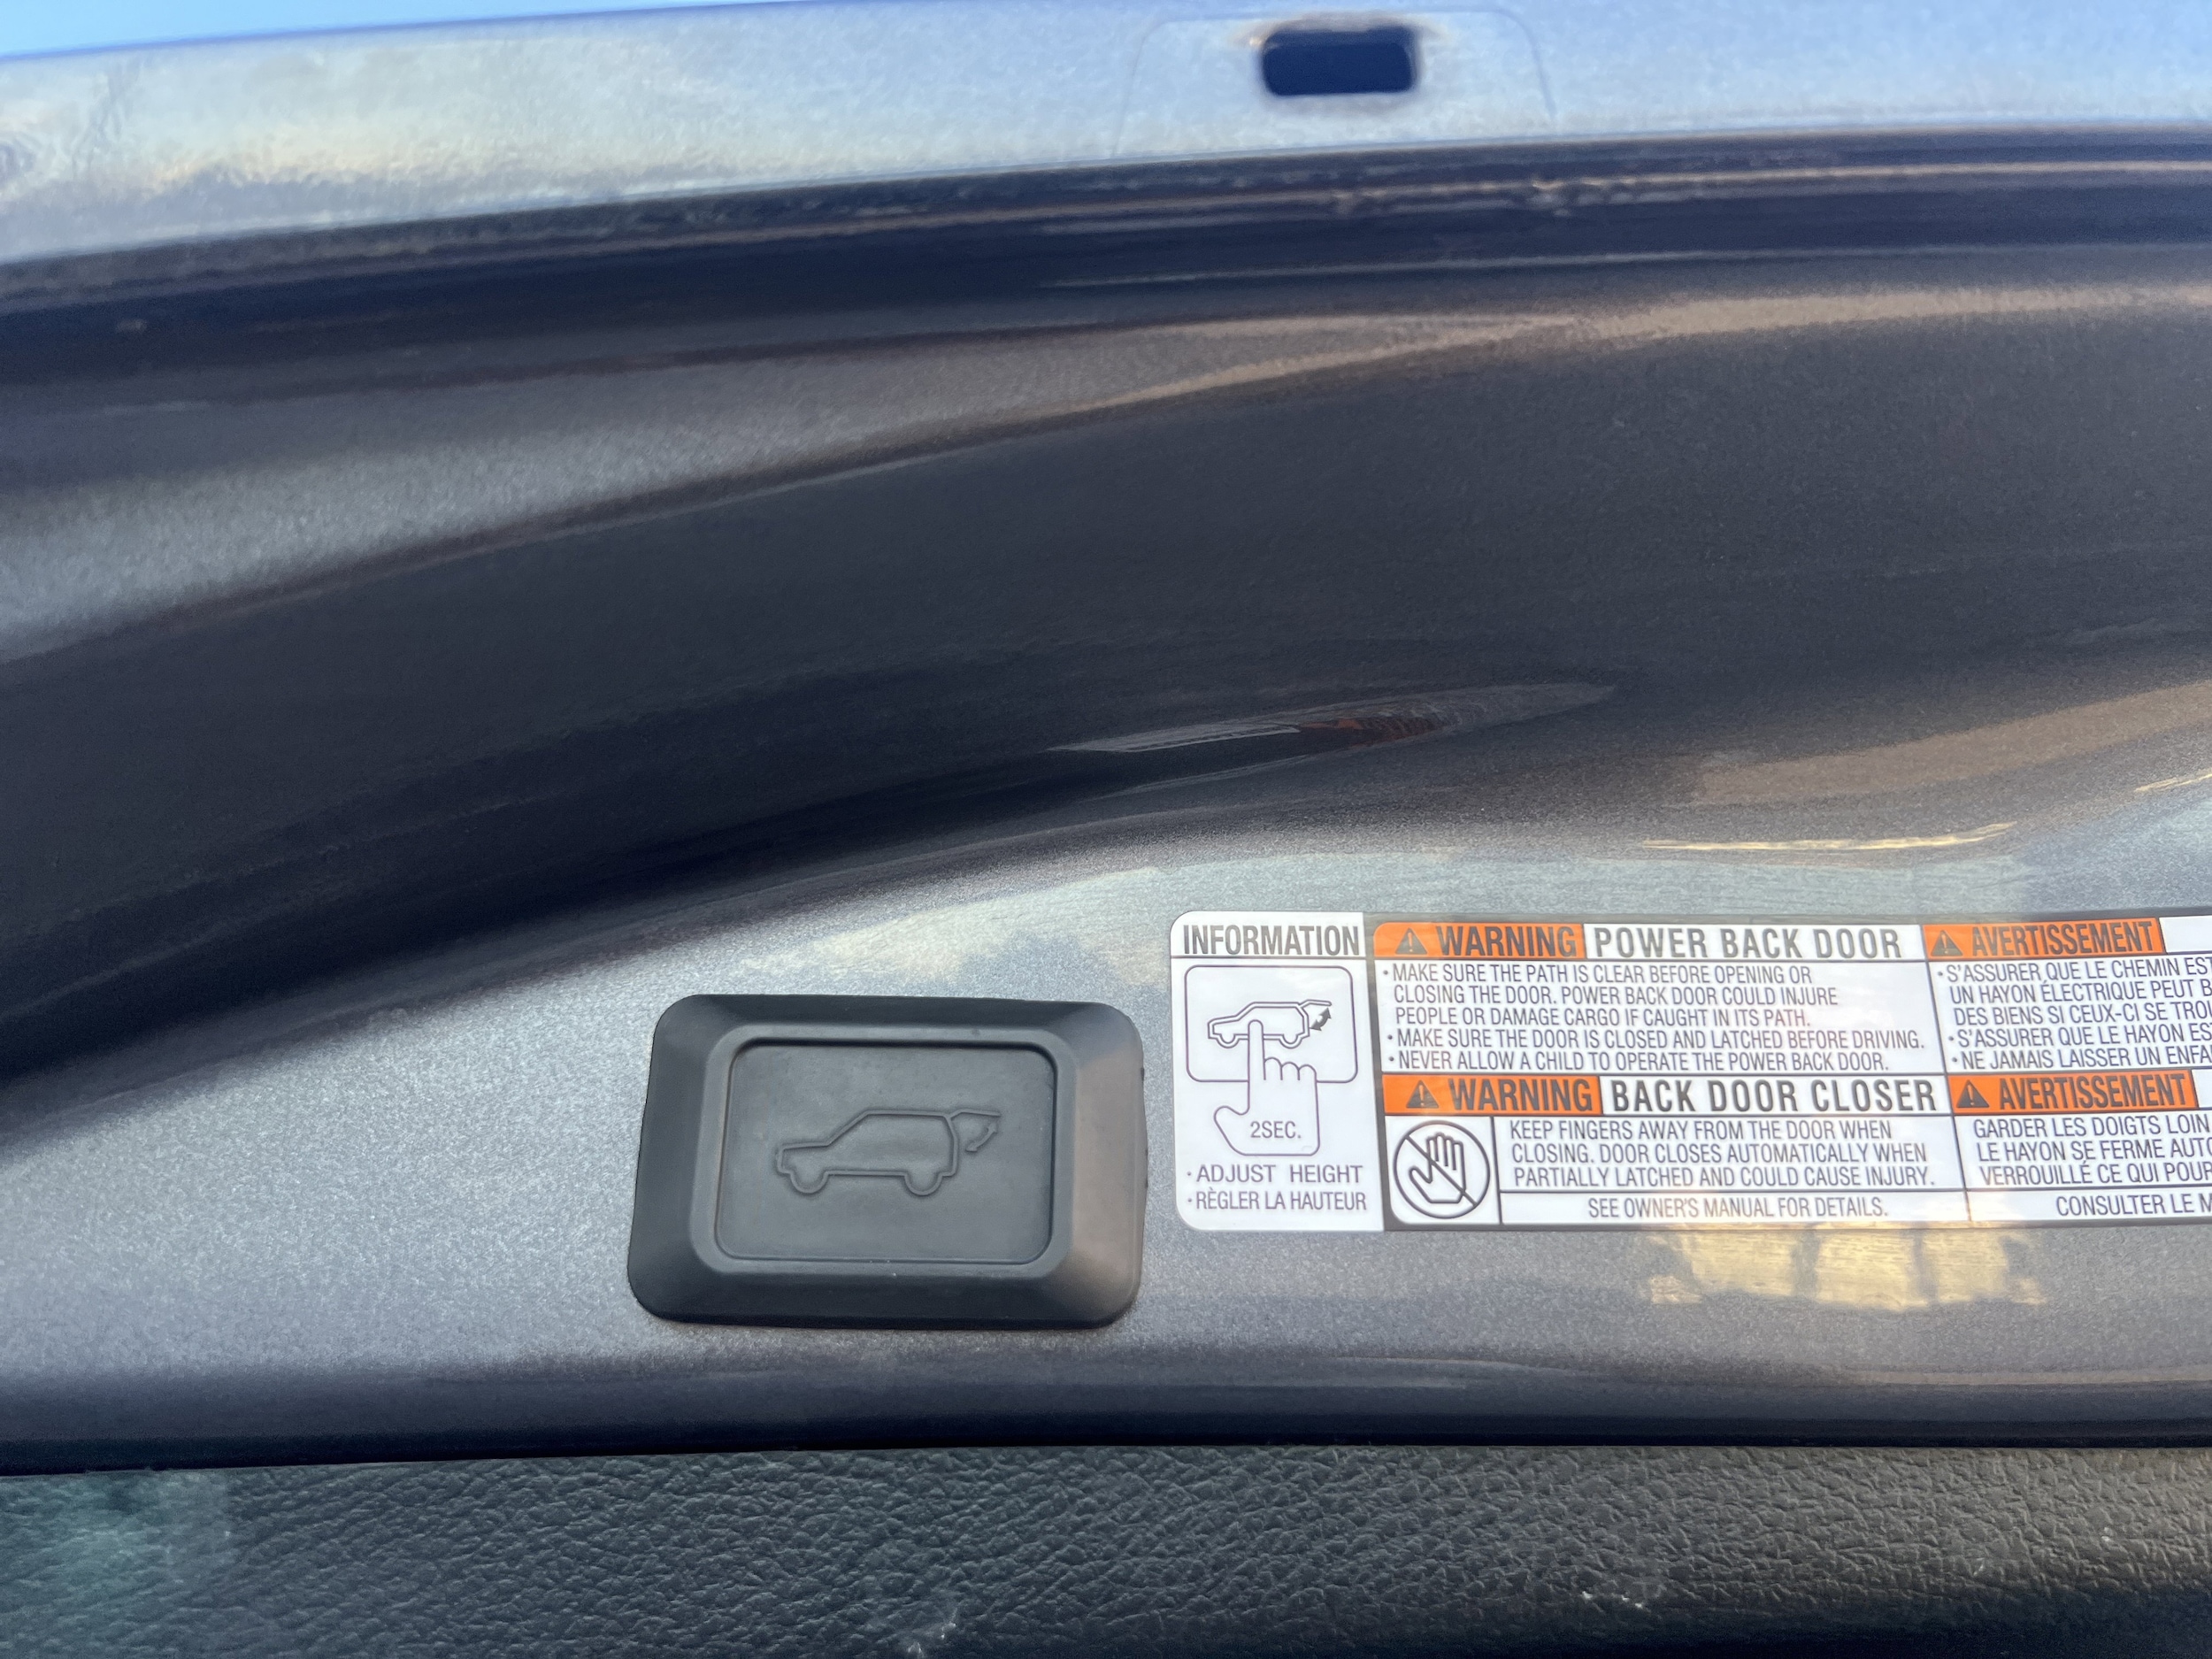 INFORMATION
2SEC.
·ADJUST HEIGHT
·RÈGLER LA HAUTEUR
WARNING POWER BACK DOOR
·MAKE SURE THE PATH IS CLEAR BEFORE OPENING OR
CLOSING THE DOOR. POWER BACK DOOR COULD INJURE
PEOPLE OR DAMAGE CARGO IF CAUGHT IN ITS PATH.
·MAKE SURE THE DOOR IS CLOSED AND LATCHED BEFORE DRIVING.
·NEVER ALLOW A CHILD TO OPERATE THE POWER BACK DOOR.
WARNING BACK DOOR CLOSER
KEEP FINGERS AWAY FROM THE DOOR WHEN
CLOSING. DOOR CLOSES AUTOMATICALLY WHEN
PARTIALLY LATCHED AND COULD CAUSE INJURY.
SEE OWNER'S MANUAL FOR DETAILS.
AVERTISSEMENT
·S'ASSURER QUE LE CHEMIN EST
UN HAYON ÉLECTRIQUE PEUT
DES BIENS SI CEUX-CI SE
·S'ASSURER QUE LE HAYON
·NE JAMAIS LAISSER UN
AVERTISSEMENT
GARDER LES DOIGTS LOIN
LE HAYON SE FERME
VERROUILLÉ CE QUI
CONSULTER LE